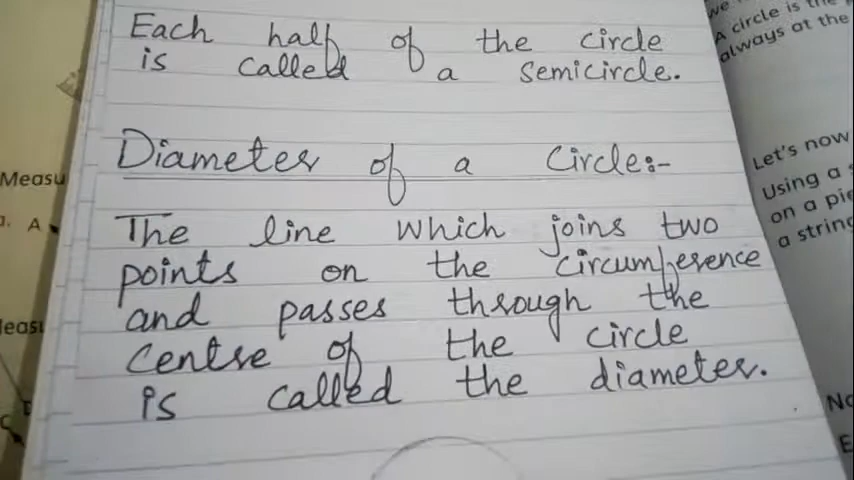 Each half of the circle
is called a semicircle.
Diameter of a Circle:-
The line which joins two
points on the circumference
and passes through the
centre of the circle
is called the diameter.
Measu
1. A
A circle is the
always at the
Let's now
Using a
on a pie
a string